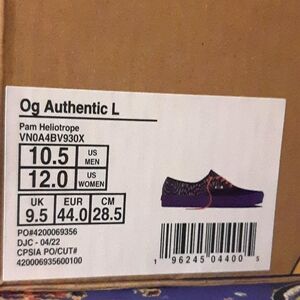 Og Authentic L
Pam Heliotrope
VN0A4BV930X
10.5 US MEN
12.0 US WOMEN
UK EUR CM
9.5 44.0 28.5
PO#4200069356
DJC - 04/22
CPSIA PO/CUT#
420006935600100
1 96245 04400 5